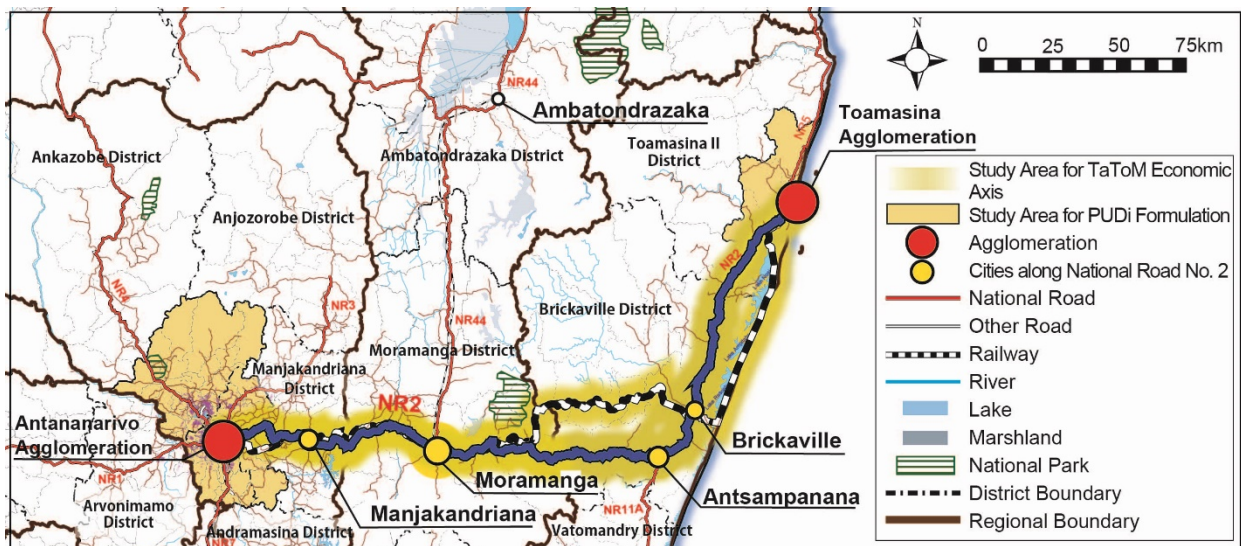 N
0 25 50 75km
NR44
Ambatondrazaka
Toamasina
Agglomeration
NR5
Toamasina II
District
Ankazobe District
Ambatondrazaka District
Anjozorobe District
NR2
NR4
NR3
Brickaville District
NR44
Moramanga District
Manjakandriana
District
NR2
Antananarivo
Agglomeration
Brickaville
NR1
Moramanga
Antsampanana
Arvonimamo
District
Manjakandriana
NR11A
Andramasina District
Vatomandry District
NR7
Study Area for TaToM Economic
Axis
Study Area for PUDi Formulation
Agglomeration
Cities along National Road No. 2
National Road
Other Road
Railway
River
Lake
Marshland
National Park
District Boundary
Regional Boundary